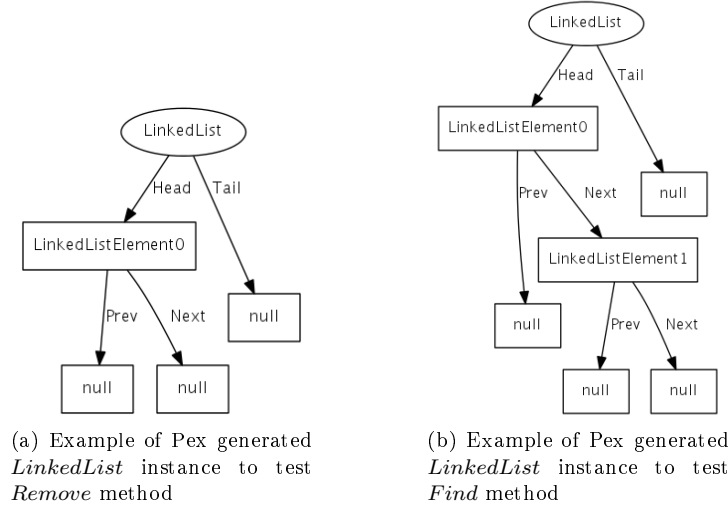 LinkedList
Head
Tail
LinkedListElement0
Prev
Next
null
null
null
(a) Example of Pex generated
LinkedList instance to test
Remove method
LinkedList
Head
Tail
LinkedListElement0
null
Prev
Next
LinkedListElement1
null
Prev
Next
null
null
(b) Example of Pex generated
LinkedList instance to test
Find method